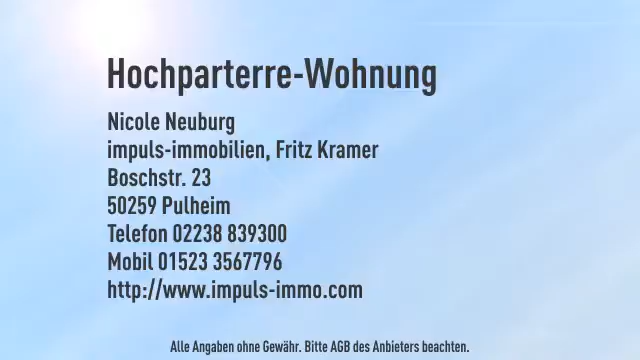 Hochparterre-Wohnung
Nicole Neuburg
impuls-immobilien, Fritz Kramer
Boschstr. 23
50259 Pulheim
Telefon 02238 839300
Mobil 01523 3567796
http://www.impuls-immo.com
Alle Angaben ohne Gewähr. Bitte AGB des Anbieters beachten.